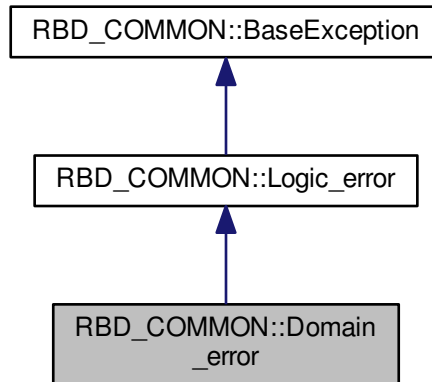 RBD_COMMON::BaseException
RBD_COMMON::Logic_error
RBD_COMMON::Domain
_error